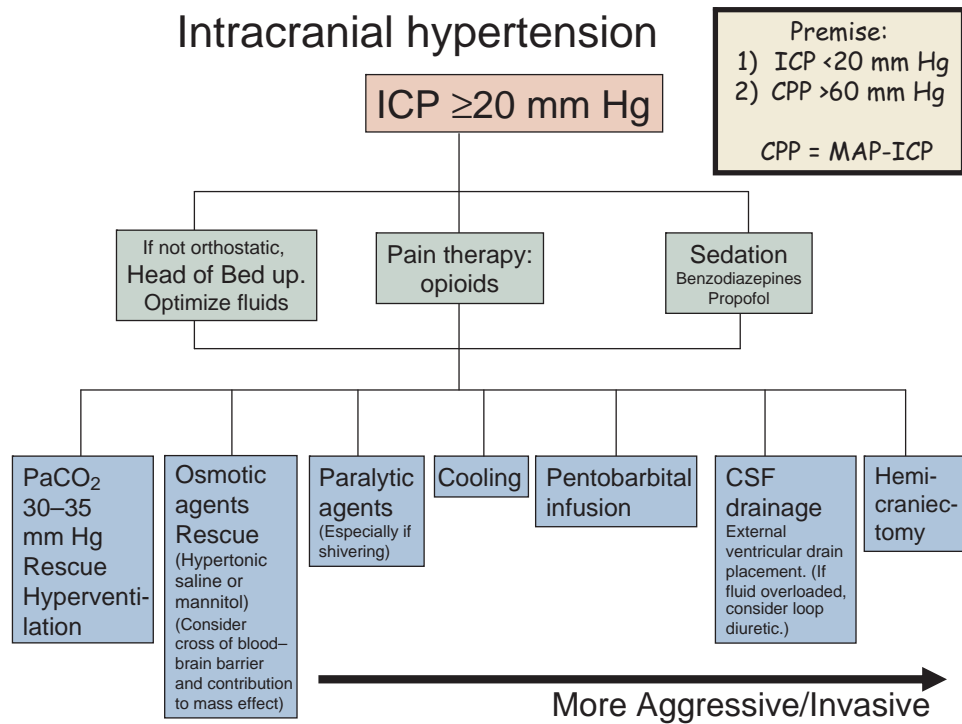 Intracranial hypertension
Premise:
1) ICP <20 mm Hg
2) CPP >60 mm Hg
CPP = MAP-ICP
ICP ≥20 mm Hg
If not orthostatic,
Head of Bed up.
Optimize fluids
Pain therapy:
opioids
Sedation
Benzodiazepines
Propofol
PaCO₂
30–35
mm Hg
Rescue
Hyperventi-
lation
Osmotic
agents
Rescue
(Hypertonic
saline or
mannitol)
(Consider
cross of blood–
brain barrier
and contribution
to mass effect)
Paralytic
agents
(Especially if
shivering)
Cooling
Pentobarbital
infusion
CSF
drainage
External
ventricular drain
placement. (If
fluid overloaded,
consider loop
diuretic.)
Hemi-
craniec-
tomy
More Aggressive/Invasive